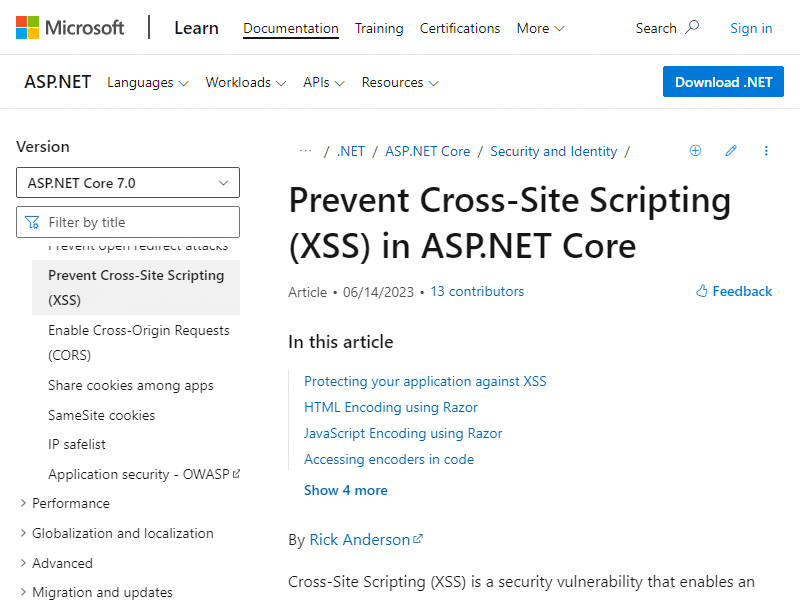 Microsoft
Learn
Documentation
Training
Certifications
More
Search
Sign in
ASP.NET
Languages
Workloads
APIs
Resources
Download .NET
Version
ASP.NET Core 7.0
Filter by title
Prevent open redirect attacks
Prevent Cross-Site Scripting
(XSS)
Enable Cross-Origin Requests
(CORS)
Share cookies among apps
SameSite cookies
IP safelist
Application security - OWASP
Performance
Globalization and localization
Advanced
Migration and updates
… / .NET / ASP.NET Core / Security and Identity /
Prevent Cross-Site Scripting
(XSS) in ASP.NET Core
Article • 06/14/2023 • 13 contributors
Feedback
In this article
Protecting your application against XSS
HTML Encoding using Razor
JavaScript Encoding using Razor
Accessing encoders in code
Show 4 more
By Rick Anderson
Cross-Site Scripting (XSS) is a security vulnerability that enables an